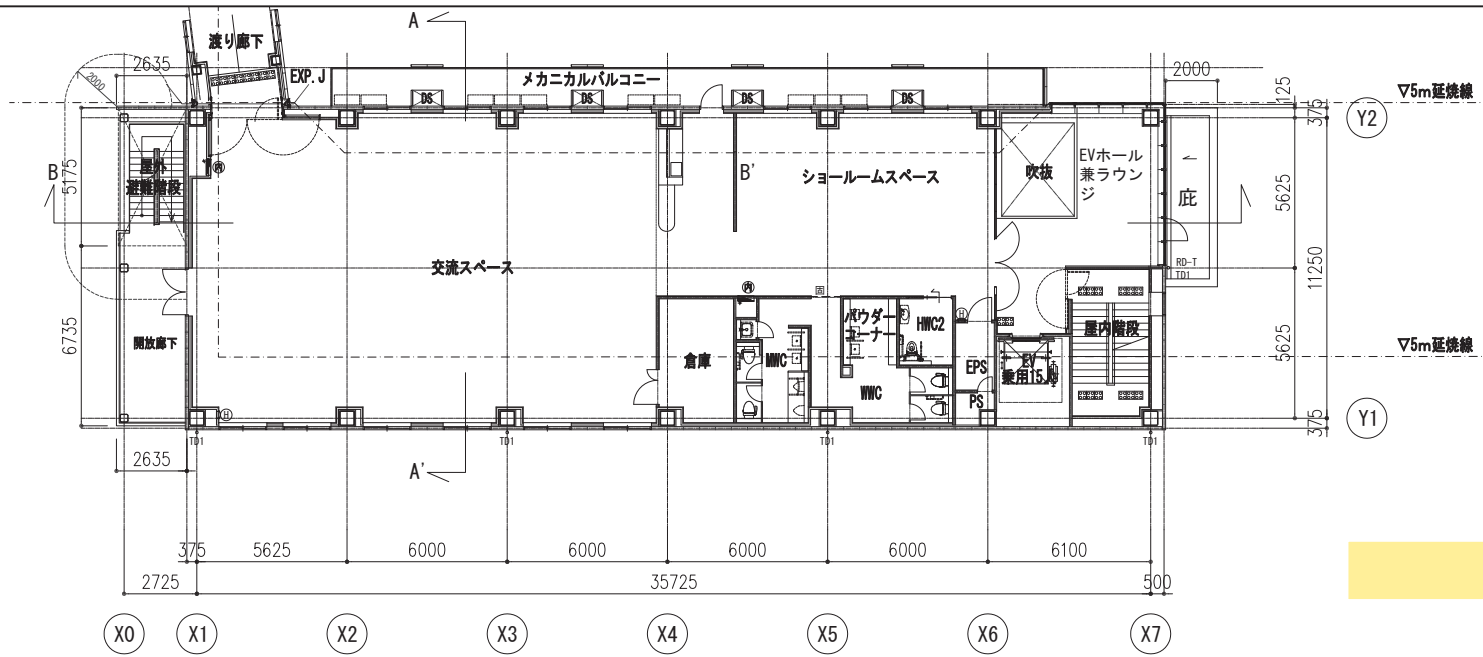 A
渡り廊下
2635
2000
EXP.J
メカニカルバルコニー
DS
DS
DS
DS
2000
125
375
▽5m延焼線
Y2
内
屋外
避難階段
B
5175
B'
ショールームスペース
吹抜
EVホール
兼ラウン
ジ
庇
5625
11250
交流スペース
RD-T
TD1
内
固
6735
開放廊下
倉庫
MWC
パウダー
コーナー
HWC2
H
EPS
PS
WWC
EV
乗用15人
屋内階段
5625
▽5m延焼線
H
375
Y1
TD1
TD1
TD1
TD1
2635
A'
375
5625
6000
6000
6000
6000
6100
2725
35725
500
X0
X1
X2
X3
X4
X5
X6
X7